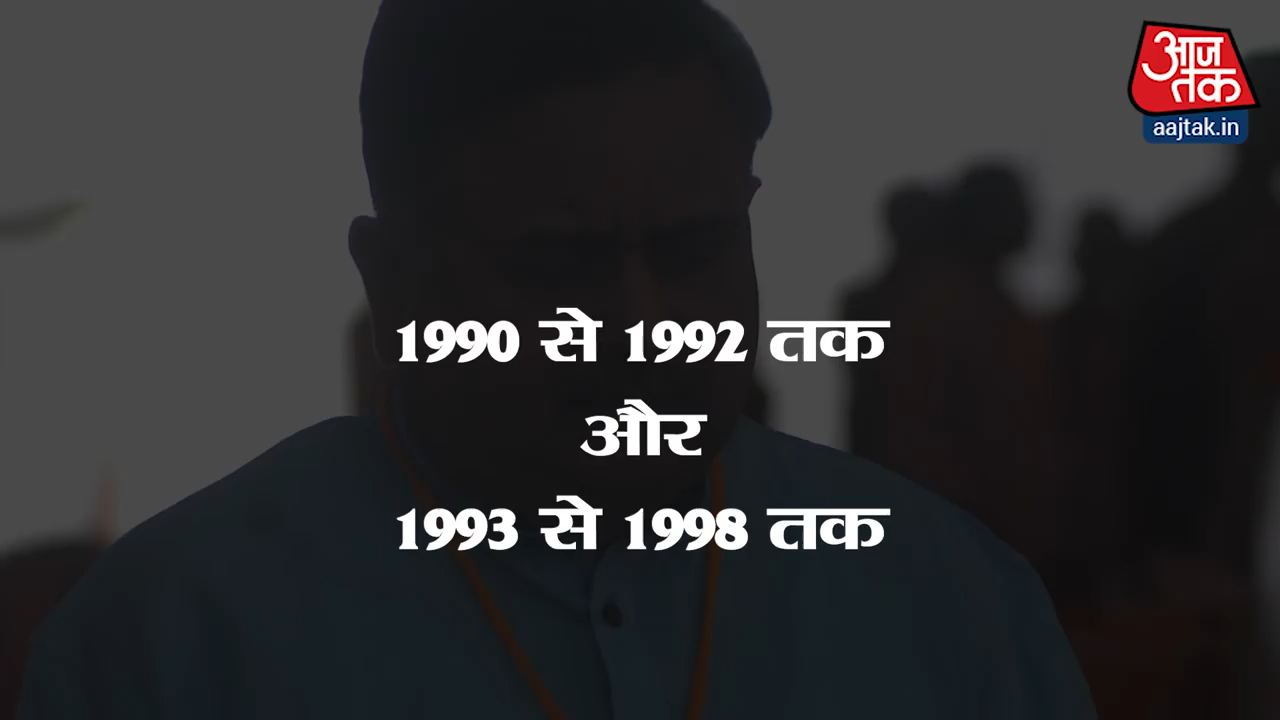 आज
तक
aajtak.in
1990 से 1992 तक
और
1993 से 1998 तक